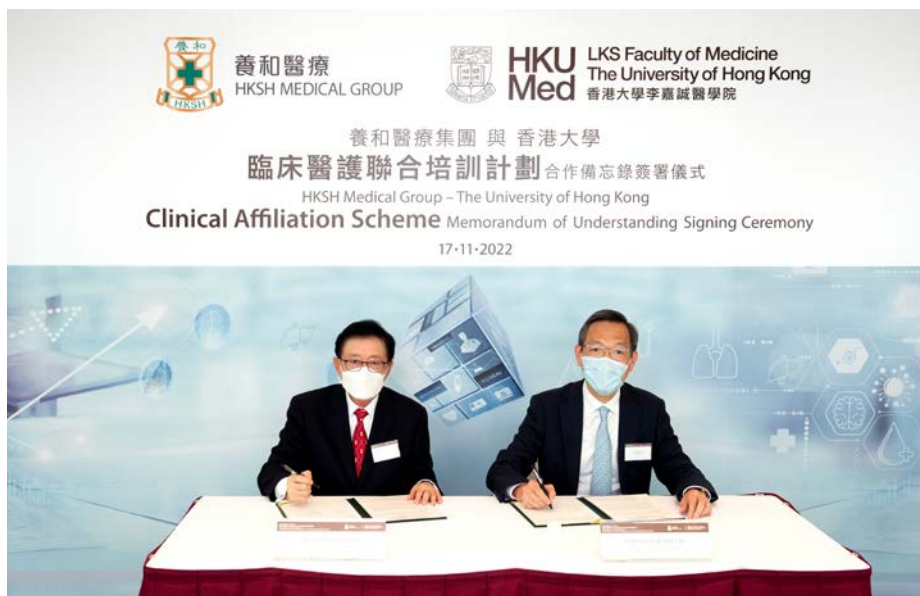 養和
HKSH
養和醫療
HKSH MEDICAL GROUP
HKU
Med
LKS Faculty of Medicine
The University of Hong Kong
香港大學李嘉誠醫學院
養和醫療集團 與 香港大學
臨床醫護聯合培訓計劃 合作備忘錄簽署儀式
HKSH Medical Group – The University of Hong Kong
Clinical Affiliation Scheme Memorandum of Understanding Signing Ceremony
17·11·2022